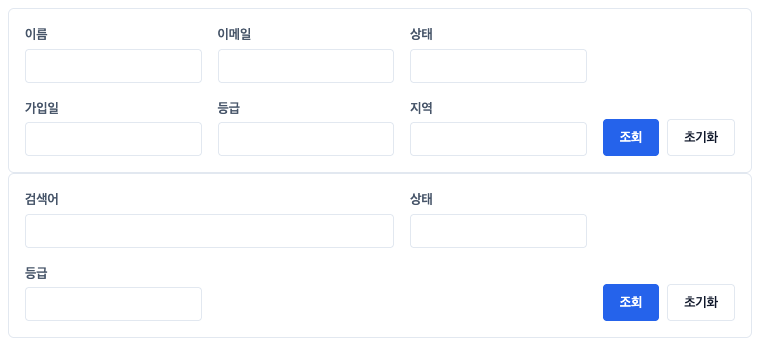 이름 이메일 상태
가입일 등급 지역
조회 초기화
검색어 상태
등급
조회 초기화